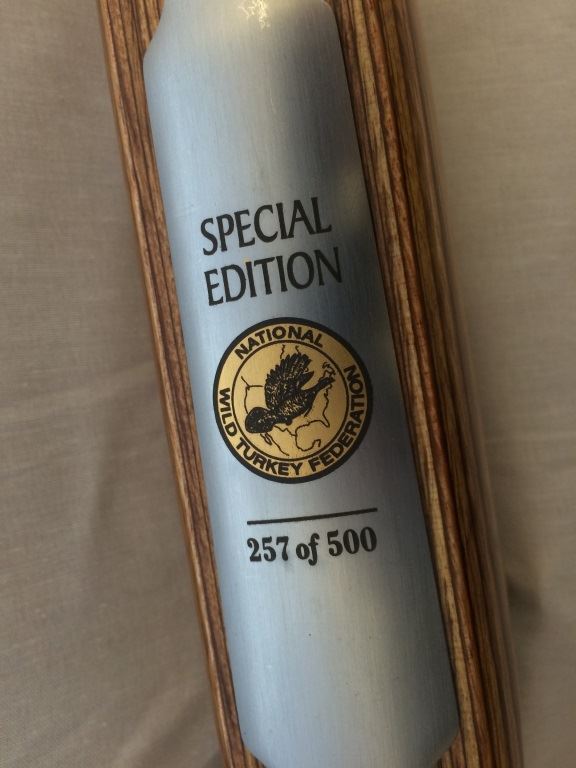 SPECIAL
EDITION
NATIONAL
WILD TURKEY FEDERATION
257 of 500